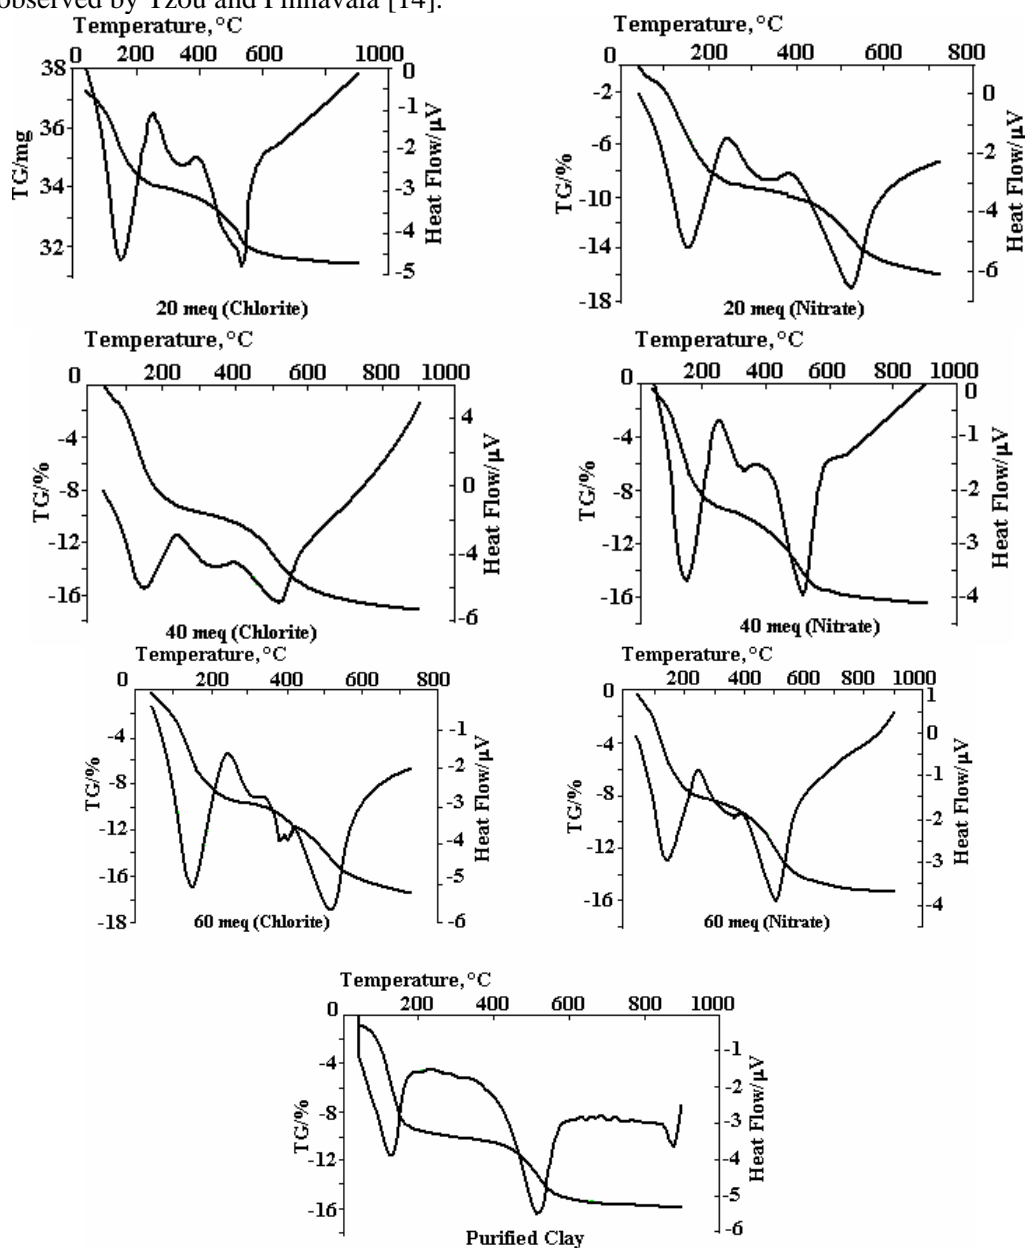 observed by Tzou and Pinnavaia [14].
Temperature,°C
0 200 400 600 1000
38
36
34
32
TG/mg
0
-1
-2
-3
-4
-5
Heat Flow/µV
20 meq (Chlorite)
Temperature,°C
200 400 600 800
-2
-6
-10
-14
-18
TG/%
0
-2
-4
-6
Heat Flow/µV
20 meq (Nitrate)
Temperature,°C
0 200 400 600 800 1000
-4
-8
-12
-16
TG/%
4
0
-4
-6
Heat Flow/µV
40 meq (Chlorite)
Temperature,°C
0 200 400 600 800 1000
-4
-8
-12
-16
TG/%
0
-1
-2
-3
-4
Heat Flow/µV
40 meq (Nitrate)
Temperature,°C
0 200 400 600 800
-4
-8
-12
-16
-18
TG/%
-1
-2
-3
-4
-5
-6
Heat Flow/µV
60 meq (Chlorite)
Temperature,°C
0 200 400 600 800 1000
-4
-8
-12
-16
TG/%
1
0
-1
-2
-3
-4
Heat Flow/µV
60 meq (Nitrate)
Temperature,°C
0 200 400 600 800 1000
-4
-8
-12
-16
TG/%
-1
-2
-3
-4
-5
-6
Heat Flow/µV
Purified Clay